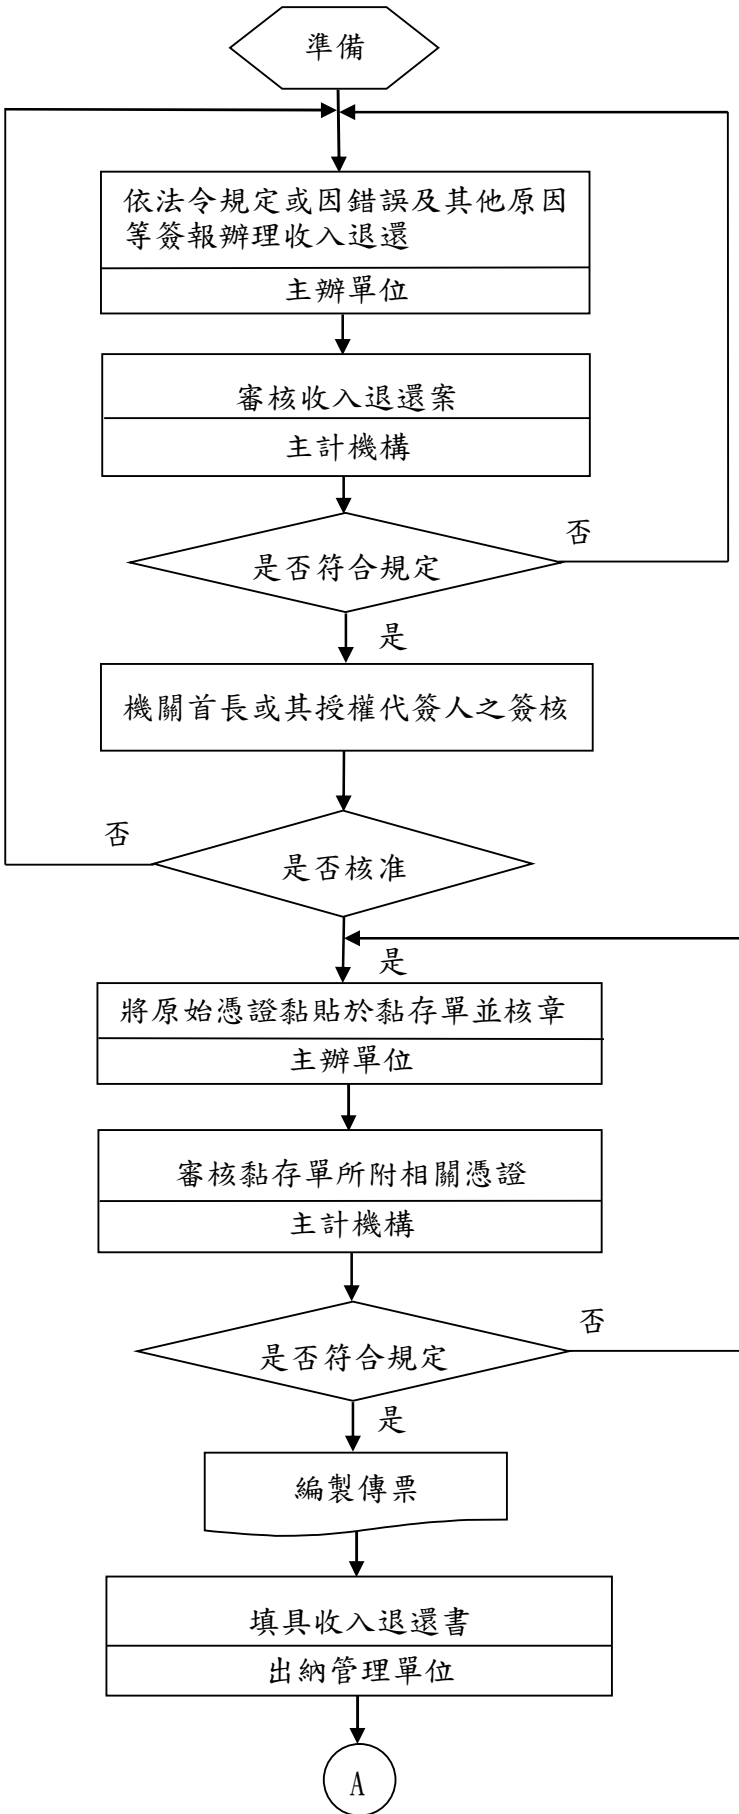 準備
依法令規定或因錯誤及其他原因
等簽報辦理收入退還
主辦單位
審核收入退還案
主計機構
是否符合規定
否
是
機關首長或其授權代簽人之簽核
否
是否核准
是
將原始憑證黏貼於黏存單並核章
主辦單位
審核黏存單所附相關憑證
主計機構
是否符合規定
否
是
編製傳票
填具收入退還書
出納管理單位
A